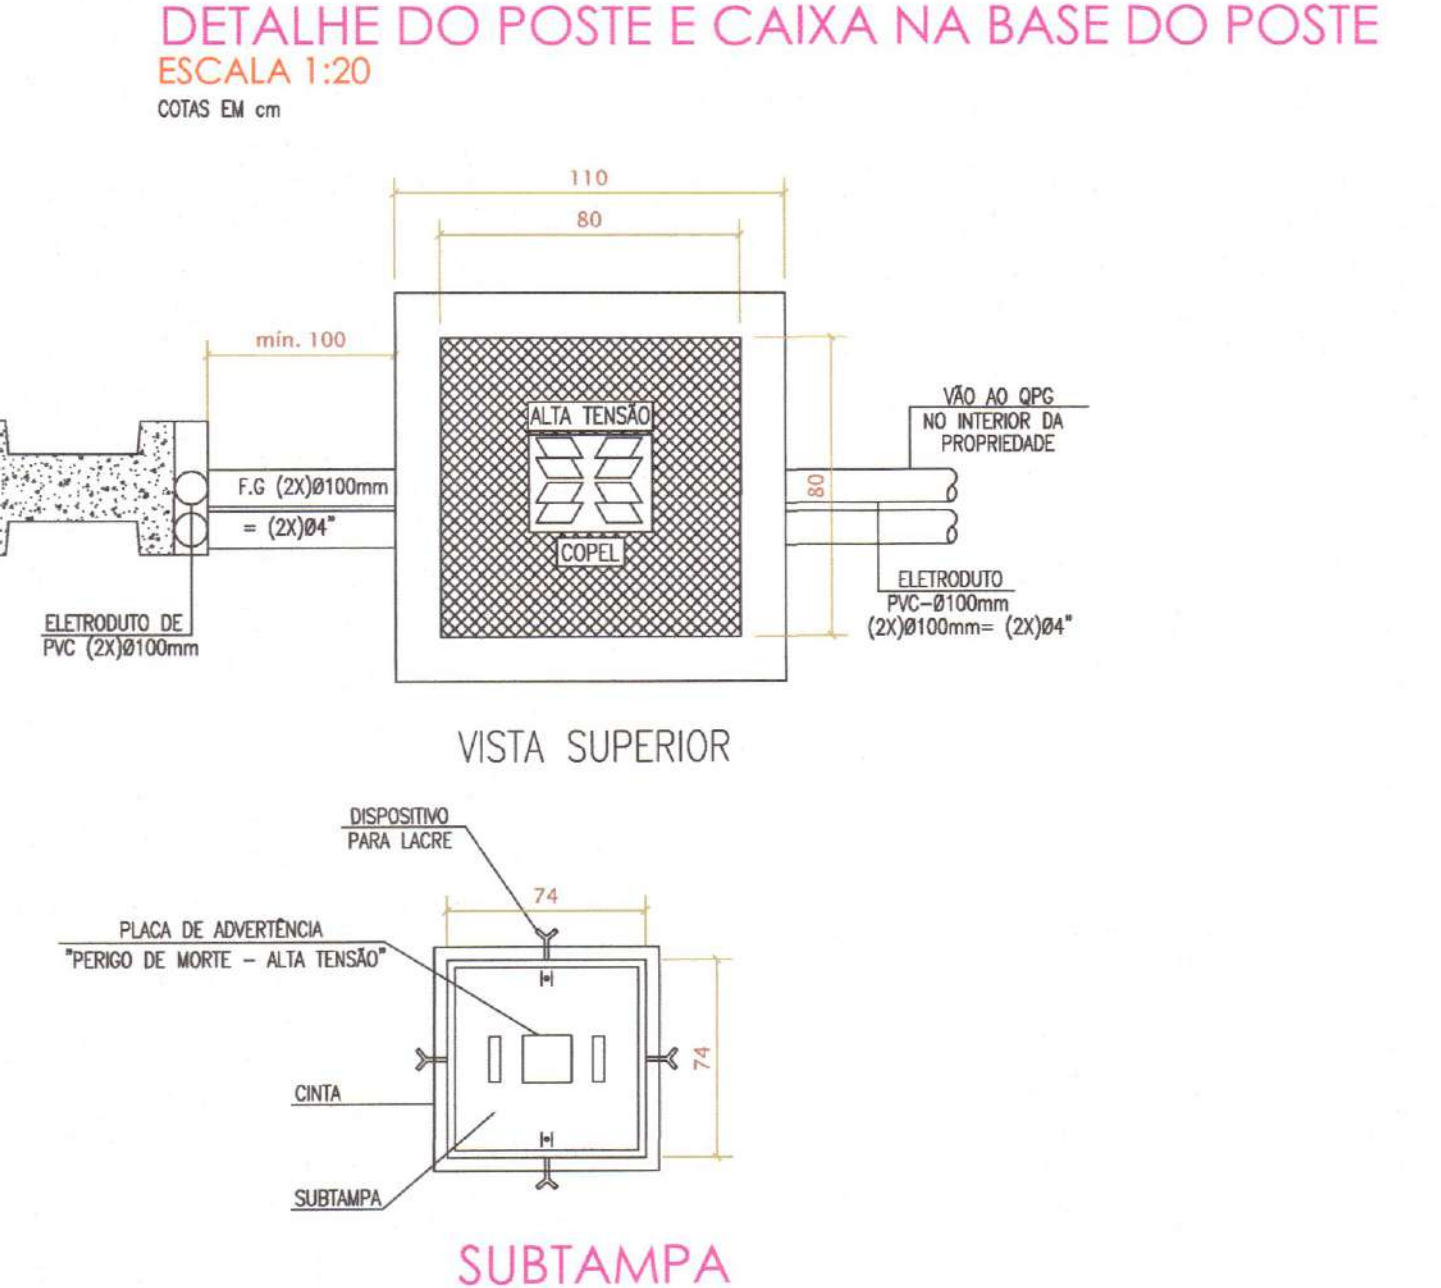 DETALHE DO POSTE E CAIXA NA BASE DO POSTE
ESCALA 1:20
COTAS EM cm
110
80
mín. 100
ALTA TENSÃO
VÃO AO QPG
NO INTERIOR DA
PROPRIEDADE
F.G (2X)Ø100mm
= (2X)Ø4"
80
COPEL
ELETRODUTO
PVC-Ø100mm
(2X)Ø100mm= (2X)Ø4"
ELETRODUTO DE
PVC (2X)Ø100mm
VISTA SUPERIOR
DISPOSITIVO
PARA LACRE
74
PLACA DE ADVERTÊNCIA
"PERIGO DE MORTE - ALTA TENSÃO"
74
CINTA
SUBTAMPA
SUBTAMPA